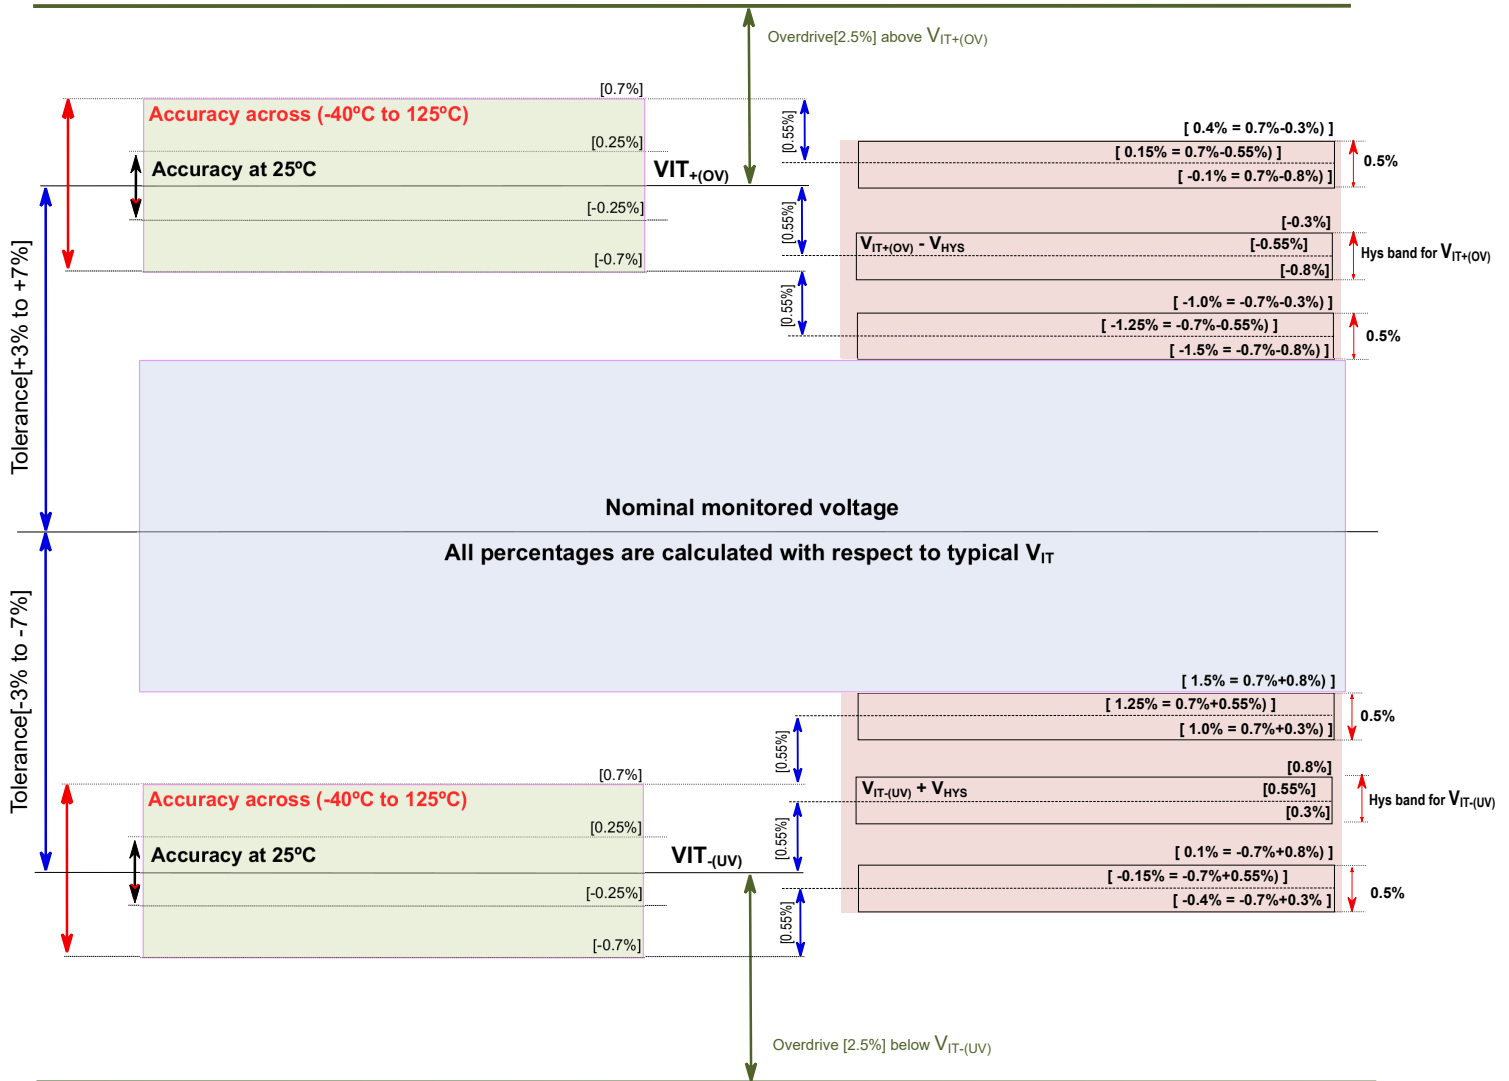 Overdrive[2.5%] above VIT+(OV)
[0.7%]
Accuracy across (-40ºC to 125ºC)
[0.25%]
Accuracy at 25ºC
VIT+(OV)
[-0.25%]
[-0.7%]
[0.55%]
[0.55%]
[0.55%]
Tolerance[+3% to +7%]
[ 0.4% = 0.7%-0.3%) ]
[ 0.15% = 0.7%-0.55%) ]
[ -0.1% = 0.7%-0.8%) ]
0.5%
[-0.3%]
VIT+(OV) - VHYS
[-0.55%]
[-0.8%]
Hys band for VIT+(OV)
[ -1.0% = -0.7%-0.3%) ]
[ -1.25% = -0.7%-0.55%) ]
[ -1.5% = -0.7%-0.8%) ]
0.5%
Nominal monitored voltage
All percentages are calculated with respect to typical VIT
Tolerance[-3% to -7%]
[ 1.5% = 0.7%+0.8%) ]
[ 1.25% = 0.7%+0.55%) ]
[ 1.0% = 0.7%+0.3%) ]
0.5%
[0.7%]
Accuracy across (-40ºC to 125ºC)
[0.25%]
Accuracy at 25ºC
VIT-(UV)
[-0.25%]
[-0.7%]
[0.55%]
[0.55%]
[0.55%]
[0.8%]
VIT-(UV) + VHYS
[0.55%]
[0.3%]
Hys band for VIT-(UV)
[ 0.1% = -0.7%+0.8%) ]
[ -0.15% = -0.7%+0.55%) ]
[ -0.4% = -0.7%+0.3% ]
0.5%
Overdrive [2.5%] below VIT-(UV)